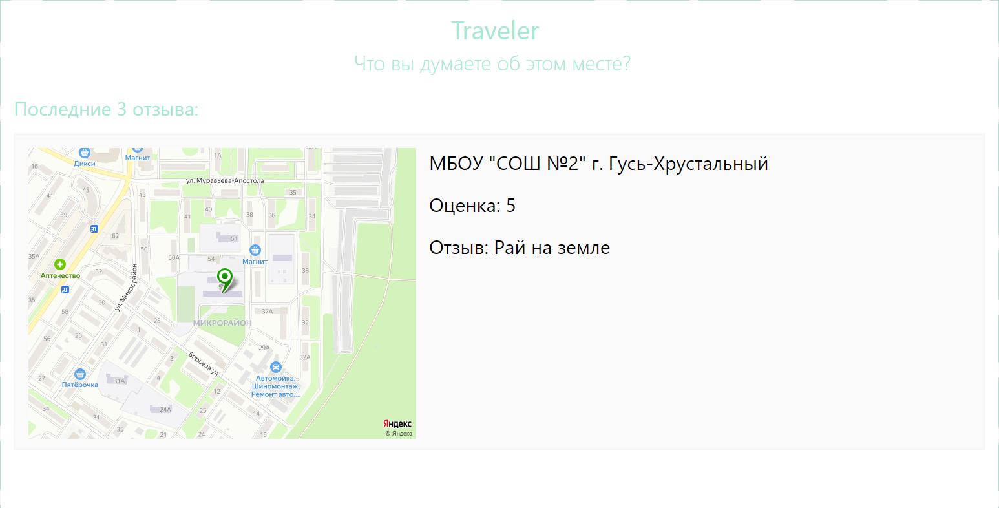 Traveler
Что вы думаете об этом месте?
Последние 3 отзыва:
МБОУ "СОШ №2" г. Гусь-Хрустальный
Оценка: 5
Отзыв: Рай на земле
Дикси
Магнит
1А
16
ул. Муравьёва-Апостола
43
43
35
41
40
39
41
38
36
34
62
51
50
35А
50А
54
Магнит
Аптечество
32
33
ул. Микрорайон
35
30
58
37А
28
МИКРОРАЙОН
32
1
26
56
29А
Боровая ул.
3
32А
Автомойка,
Шиномонтаж,
Ремонт авто....
Пятёрочка
27
31А
4
12
34
24А
25
14
31
35
21
12
15
Яндекс
© Яндекс